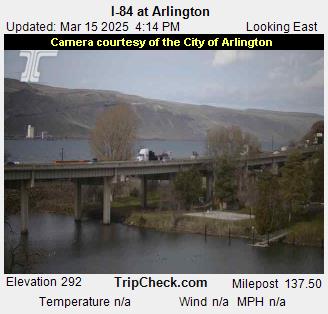 I-84 at Arlington
Updated: Mar 15 2025 4:14 PM Looking East
Camera courtesy of the City of Arlington
Elevation 292 TripCheck.com Milepost 137.50
Temperature n/a Wind n/a MPH n/a